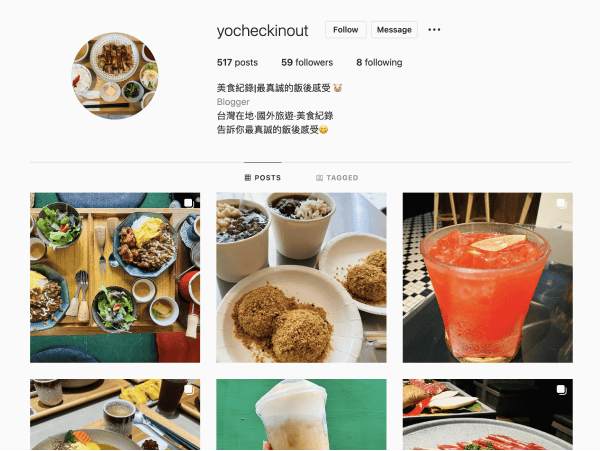 yocheckinout Follow Message
517 posts 59 followers 8 following
美食紀錄|最真誠的飯後感受
Blogger
台灣在地·國外旅遊·美食紀錄
告訴你最真誠的飯後感受
POSTS TAGGED